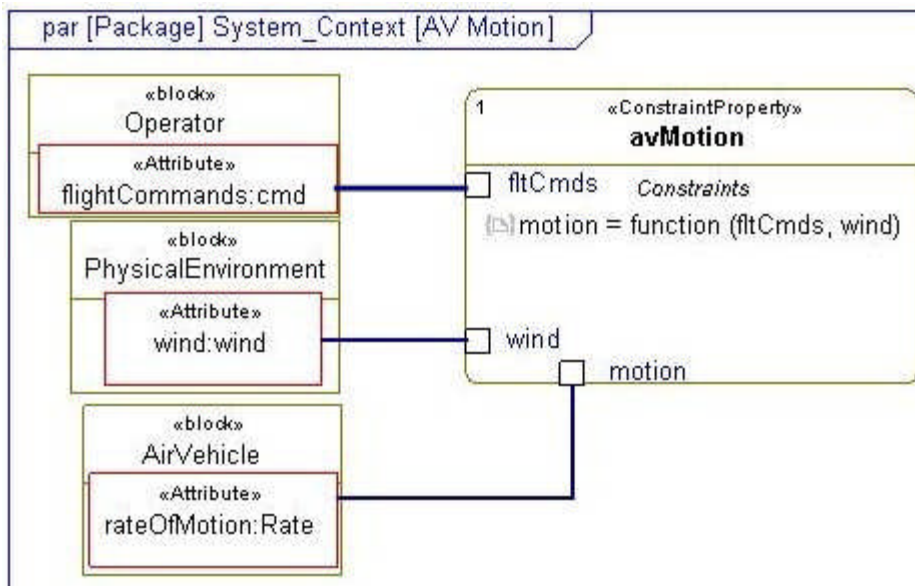 par [Package] System_Context [AV Motion]
«block»
Operator
«Attribute»
flightCommands:cmd
«block»
PhysicalEnvironment
«Attribute»
wind:wind
«block»
AirVehicle
«Attribute»
rateOfMotion:Rate
1
«ConstraintProperty»
avMotion
fltCmds
Constraints
motion = function (fltCmds, wind)
wind
motion